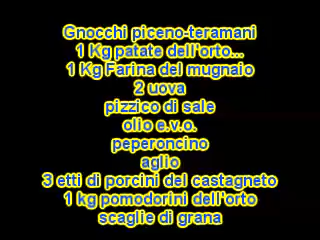 Gnocchi piceno-teramani
1 Kg patate dell'orto...
1 Kg Farina del mugnaio
2 uova
pizzico di sale
ollo e.v.o.
peperoncino
aglio
3 etti di porcini del castagneto
1 kg pomodorini dell'orto
scaglie di grana